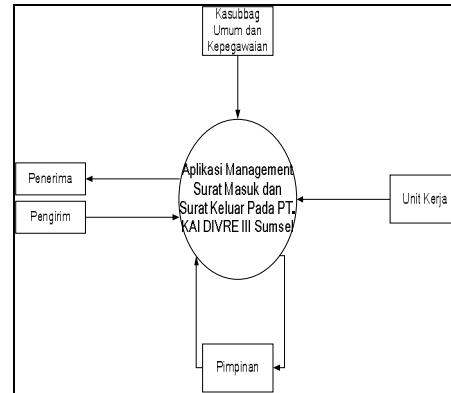 Kasubbag
Umum dan
Kepegawaian
Aplikasi Management
Surat Masuk dan
Surat Keluar Pada PT.
KAI DIVRE III Sumsel
Penerima
Pengirim
Unit Kerja
Pimpinan